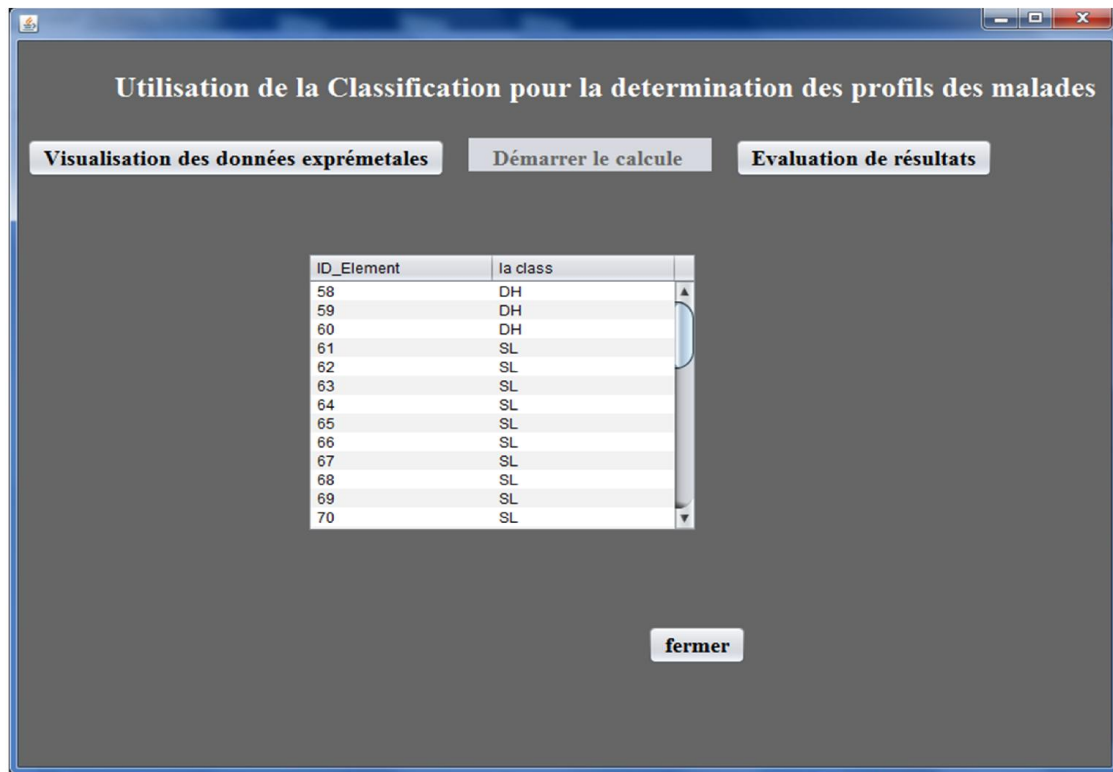 Utilisation de la Classification pour la determination des profils des malades
Visualisation des données exprémetales Démarrer le calcule Evaluation de résultats
ID_Element la class
58 DH
59 DH
60 DH
61 SL
62 SL
63 SL
64 SL
65 SL
66 SL
67 SL
68 SL
69 SL
70 SL
fermer